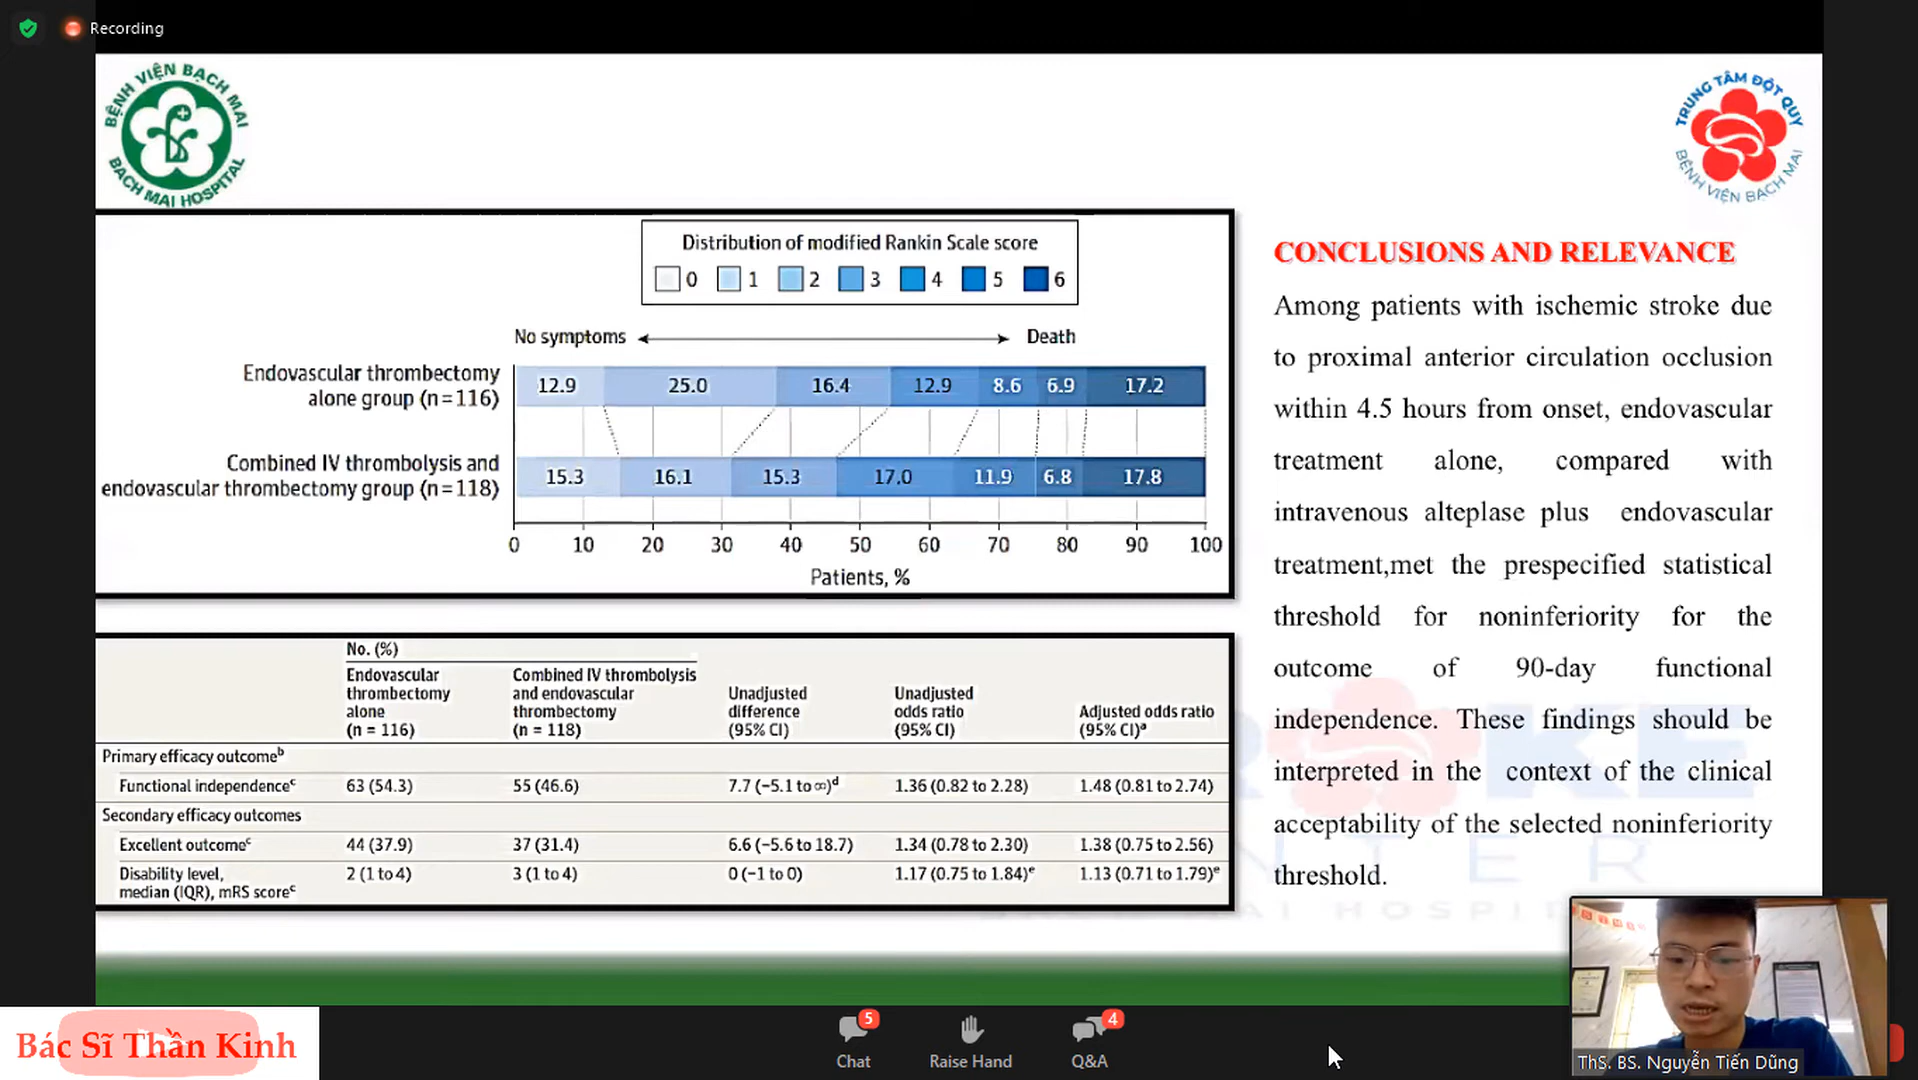 Recording
BỆNH VIỆN BẠCH MAI
BACH MAI HOSPITAL
TRUNG TÂM ĐỘT QUỴ
BỆNH VIỆN BẠCH MAI
Distribution of modified Rankin Scale score
0 1 2 3 4 5 6
No symptoms Death
Endovascular thrombectomy
alone group (n=116)
12.9 25.0 16.4 12.9 8.6 6.9 17.2
Combined IV thrombolysis and
endovascular thrombectomy group (n=118)
15.3 16.1 15.3 17.0 11.9 6.8 17.8
0 10 20 30 40 50 60 70 80 90 100
Patients, %
No. (%)
Endovascular
thrombectomy
alone
(n = 116)
Combined IV thrombolysis
and endovascular
thrombectomy
(n = 118)
Unadjusted
difference
(95% CI)
Unadjusted
odds ratio
(95% CI)
Adjusted odds ratio
(95% CI)ᵃ
Primary efficacy outcomeᵇ
Functional independenceᶜ 63 (54.3) 55 (46.6) 7.7 (−5.1 to ∞)ᵈ 1.36 (0.82 to 2.28) 1.48 (0.81 to 2.74)
Secondary efficacy outcomes
Excellent outcomeᶜ 44 (37.9) 37 (31.4) 6.6 (−5.6 to 18.7) 1.34 (0.78 to 2.30) 1.38 (0.75 to 2.56)
Disability level,
median (IQR), mRS scoreᶜ
2 (1 to 4) 3 (1 to 4) 0 (−1 to 0) 1.17 (0.75 to 1.84)ᵉ 1.13 (0.71 to 1.79)ᵉ
CONCLUSIONS AND RELEVANCE
Among patients with ischemic stroke due
to proximal anterior circulation occlusion
within 4.5 hours from onset, endovascular
treatment alone, compared with
intravenous alteplase plus endovascular
treatment,met the prespecified statistical
threshold for noninferiority for the
outcome of 90-day functional
independence. These findings should be
interpreted in the context of the clinical
acceptability of the selected noninferiority
threshold.
Bác Sĩ Thần Kinh
5
Chat
Raise Hand
4
Q&A
ThS. BS. Nguyễn Tiến Dũng